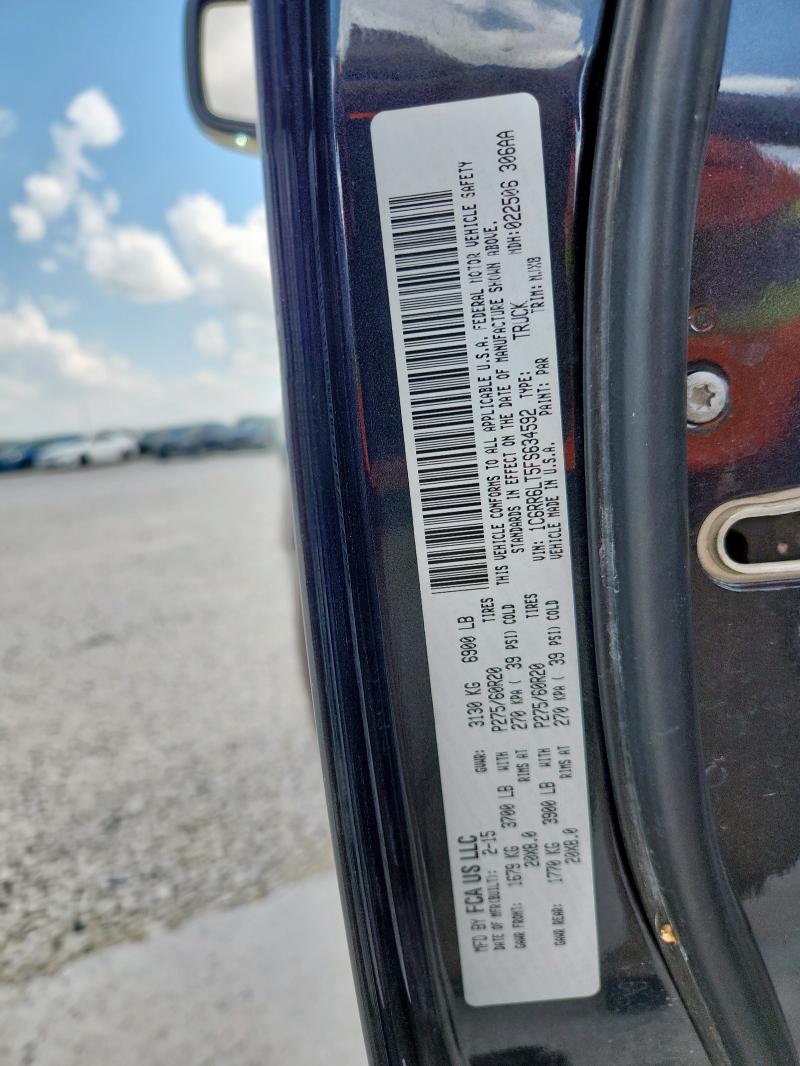 MFD BY FCA US LLC
DATE OF MFR(BUILT): 2-15 GVWR: 3130 KG 6900 LB
GAWR FRONT: 1679 KG 3700 LB WITH P275/60R20 TIRES
20X8.0 RIMS AT 270 KPA ( 39 PSI) COLD
GAWR REAR: 1770 KG 3900 LB WITH P275/60R20 TIRES
20X8.0 RIMS AT 270 KPA ( 39 PSI) COLD
THIS VEHICLE CONFORMS TO ALL APPLICABLE U.S.A. FEDERAL MOTOR VEHICLE SAFETY
STANDARDS IN EFFECT ON THE DATE OF MANUFACTURE SHOWN ABOVE.
VIN: 1C6RR6LT5FS634592 TYPE: TRUCK MDH:022506 306AA
VEHICLE MADE IN U.S.A. PAINT: PAR TRIM: NJX8